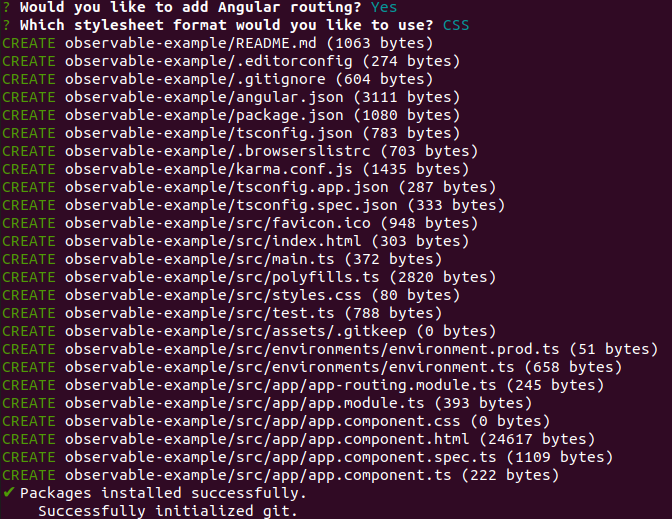 ? Would you like to add Angular routing? Yes
? Which stylesheet format would you like to use? CSS
CREATE observable-example/README.md (1063 bytes)
CREATE observable-example/.editorconfig (274 bytes)
CREATE observable-example/.gitignore (604 bytes)
CREATE observable-example/angular.json (3111 bytes)
CREATE observable-example/package.json (1080 bytes)
CREATE observable-example/tsconfig.json (783 bytes)
CREATE observable-example/.browserslistrc (703 bytes)
CREATE observable-example/karma.conf.js (1435 bytes)
CREATE observable-example/tsconfig.app.json (287 bytes)
CREATE observable-example/tsconfig.spec.json (333 bytes)
CREATE observable-example/src/favicon.ico (948 bytes)
CREATE observable-example/src/index.html (303 bytes)
CREATE observable-example/src/main.ts (372 bytes)
CREATE observable-example/src/polyfills.ts (2820 bytes)
CREATE observable-example/src/styles.css (80 bytes)
CREATE observable-example/src/test.ts (788 bytes)
CREATE observable-example/src/assets/.gitkeep (0 bytes)
CREATE observable-example/src/environments/environment.prod.ts (51 bytes)
CREATE observable-example/src/environments/environment.ts (658 bytes)
CREATE observable-example/src/app/app-routing.module.ts (245 bytes)
CREATE observable-example/src/app/app.module.ts (393 bytes)
CREATE observable-example/src/app/app.component.css (0 bytes)
CREATE observable-example/src/app/app.component.html (24617 bytes)
CREATE observable-example/src/app/app.component.spec.ts (1109 bytes)
CREATE observable-example/src/app/app.component.ts (222 bytes)
✔ Packages installed successfully.
Successfully initialized git.